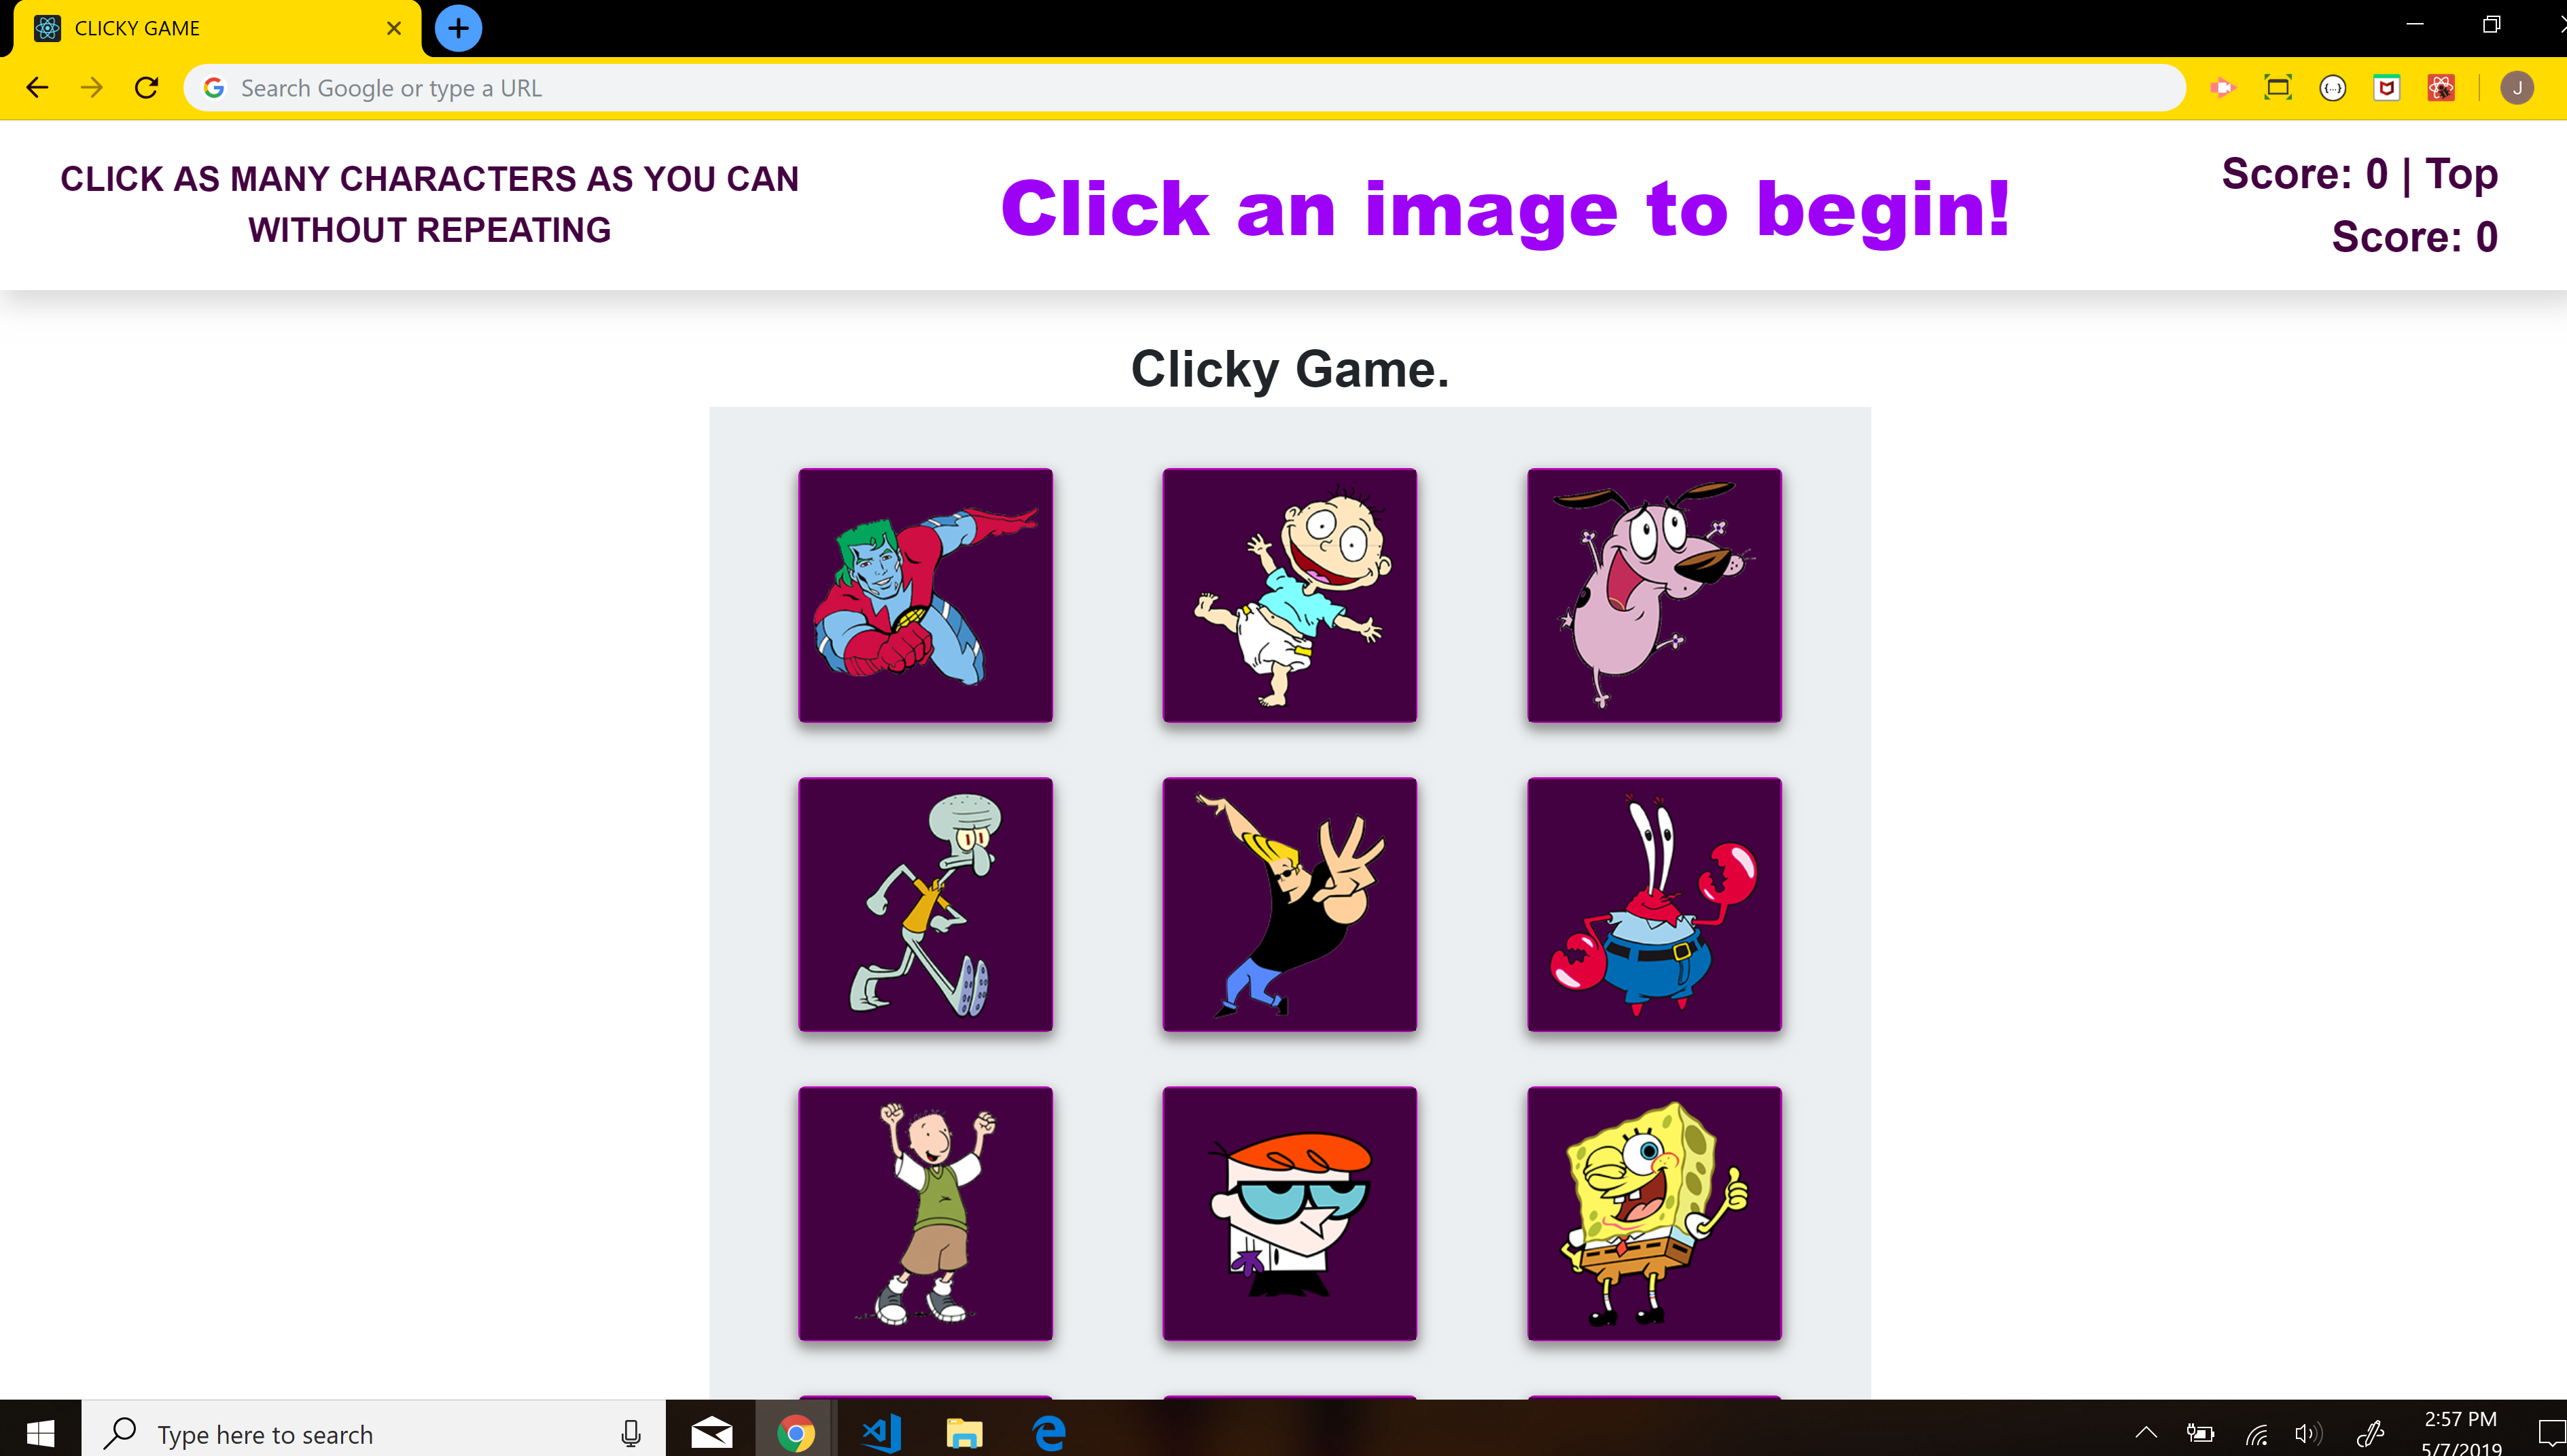 CLICKY GAME
Search Google or type a URL
J
CLICK AS MANY CHARACTERS AS YOU CAN
WITHOUT REPEATING
Click an image to begin!
Score: 0 | Top
Score: 0
Clicky Game.
Type here to search
2:57 PM
5/7/2019